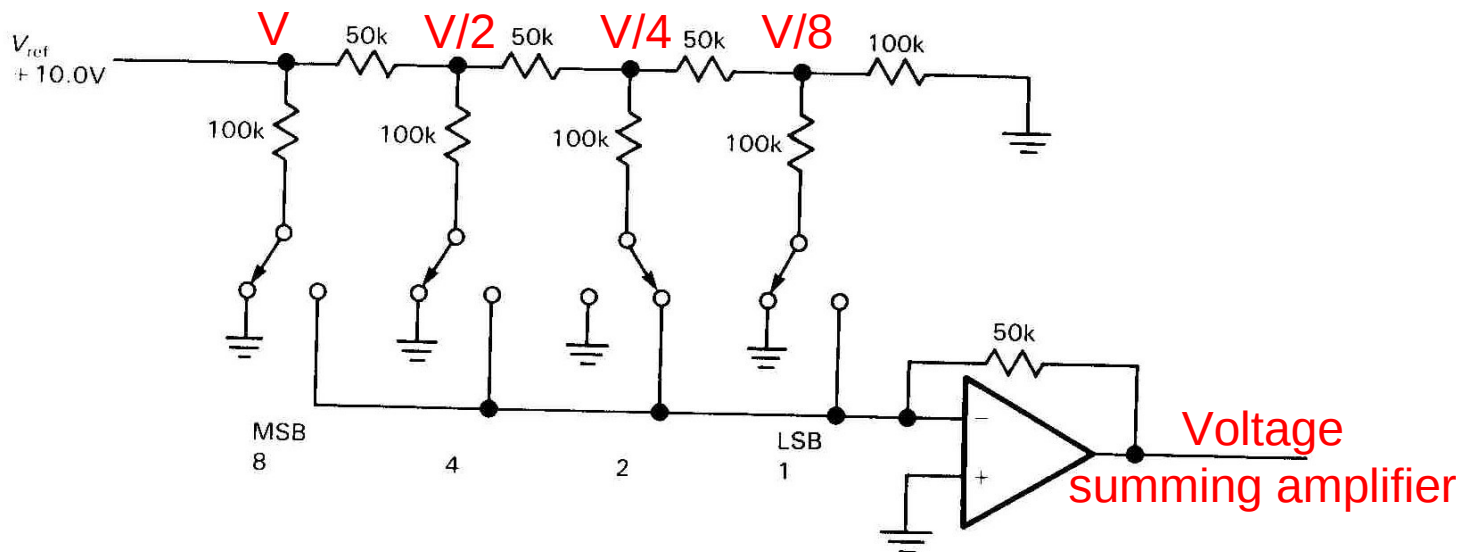 V
50k
V/2
50k
V/4
50k
V/8
100k
Vref
+10.0V
100k
100k
100k
100k
50k
MSB
8
4
2
LSB
1
−
+
Voltage
summing amplifier